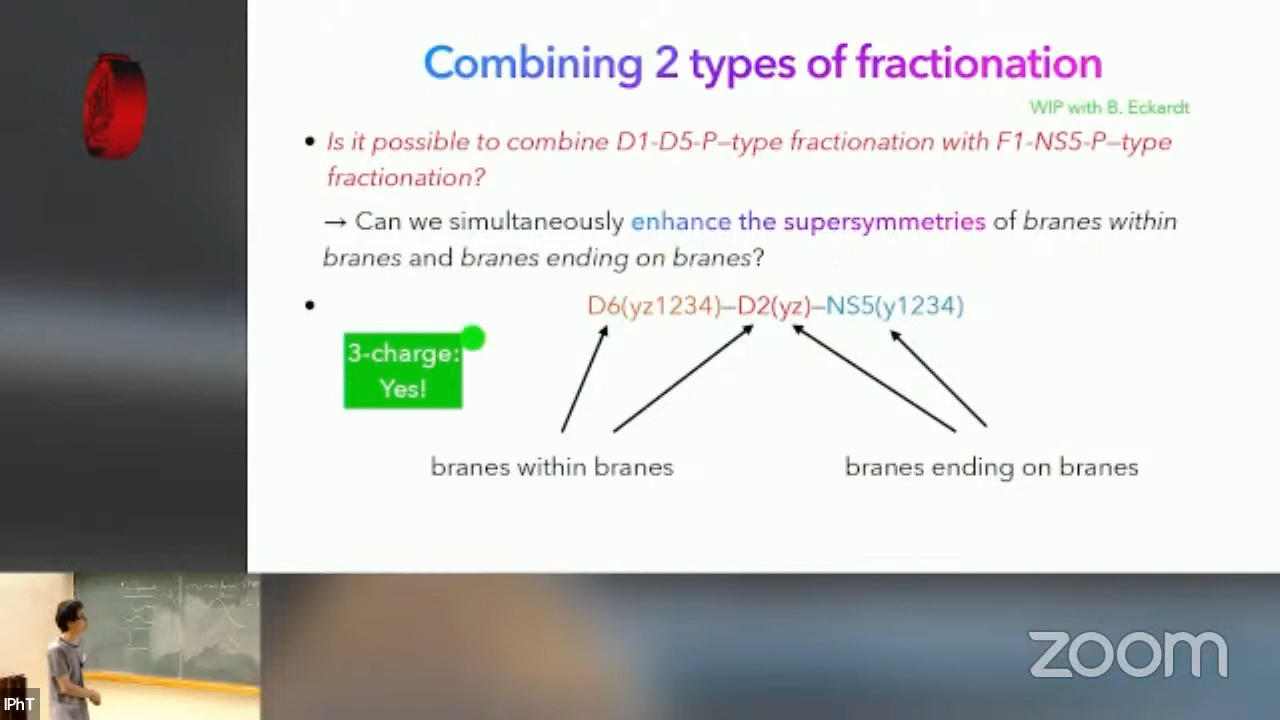 Combining 2 types of fractionation
WIP with B. Eckardt
• Is it possible to combine D1-D5-P–type fractionation with F1-NS5-P–type
fractionation?
→ Can we simultaneously enhance the supersymmetries of branes within
branes and branes ending on branes?
• D6(yz1234)–D2(yz)–NS5(y1234)
3-charge:
Yes!
branes within branes
branes ending on branes
zoom
IPhT